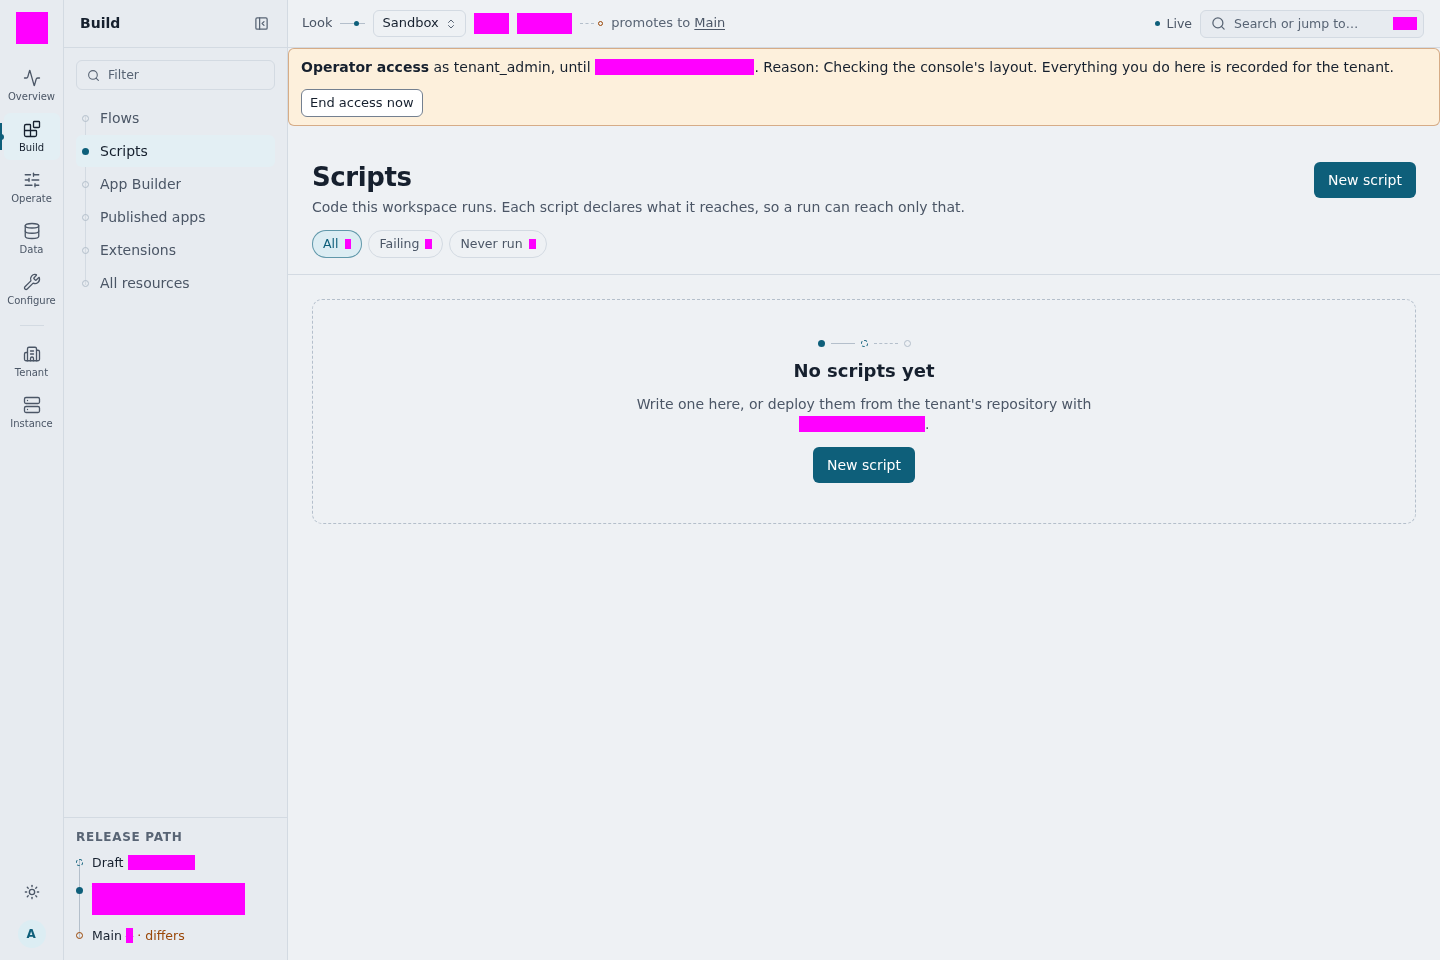 Build
Look
Sandbox
promotes to Main
Live
Search or jump to…
Operator access as tenant_admin, until . Reason: Checking the console's layout. Everything you do here is recorded for the tenant.
End access now
Overview
Build
Operate
Data
Configure
Tenant
Instance
A
Filter
Flows
Scripts
App Builder
Published apps
Extensions
All resources
RELEASE PATH
Draft
Main · differs
Scripts
New script
Code this workspace runs. Each script declares what it reaches, so a run can reach only that.
All
Failing
Never run
No scripts yet
Write one here, or deploy them from the tenant's repository with
.
New script